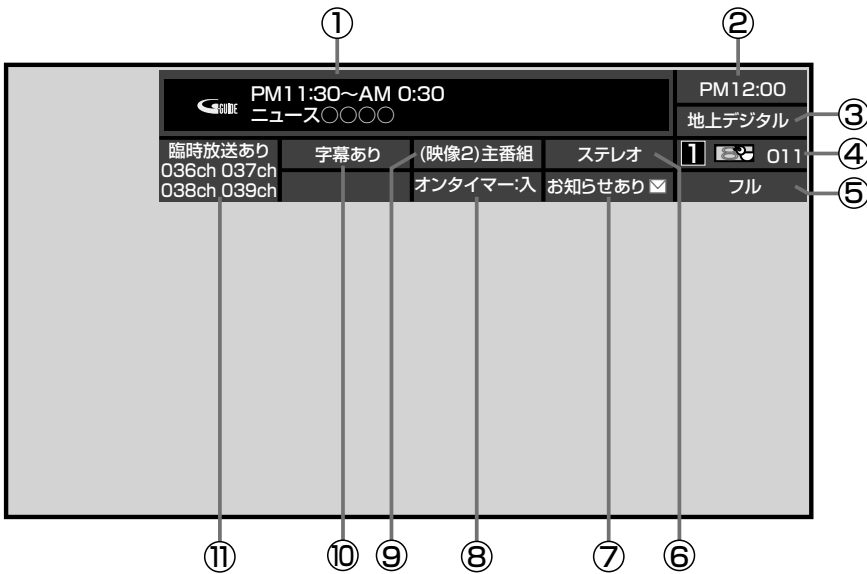 ① ②
G-GUIDE
PM11:30～AM 0:30
ニュース○○○○
PM12:00
地上デジタル ③
臨時放送あり
036ch 037ch
038ch 039ch
字幕あり
(映像2)主番組
ステレオ
1 011 ④
オンタイマー:入
お知らせあり
フル ⑤
⑪ ⑩ ⑨ ⑧ ⑦ ⑥